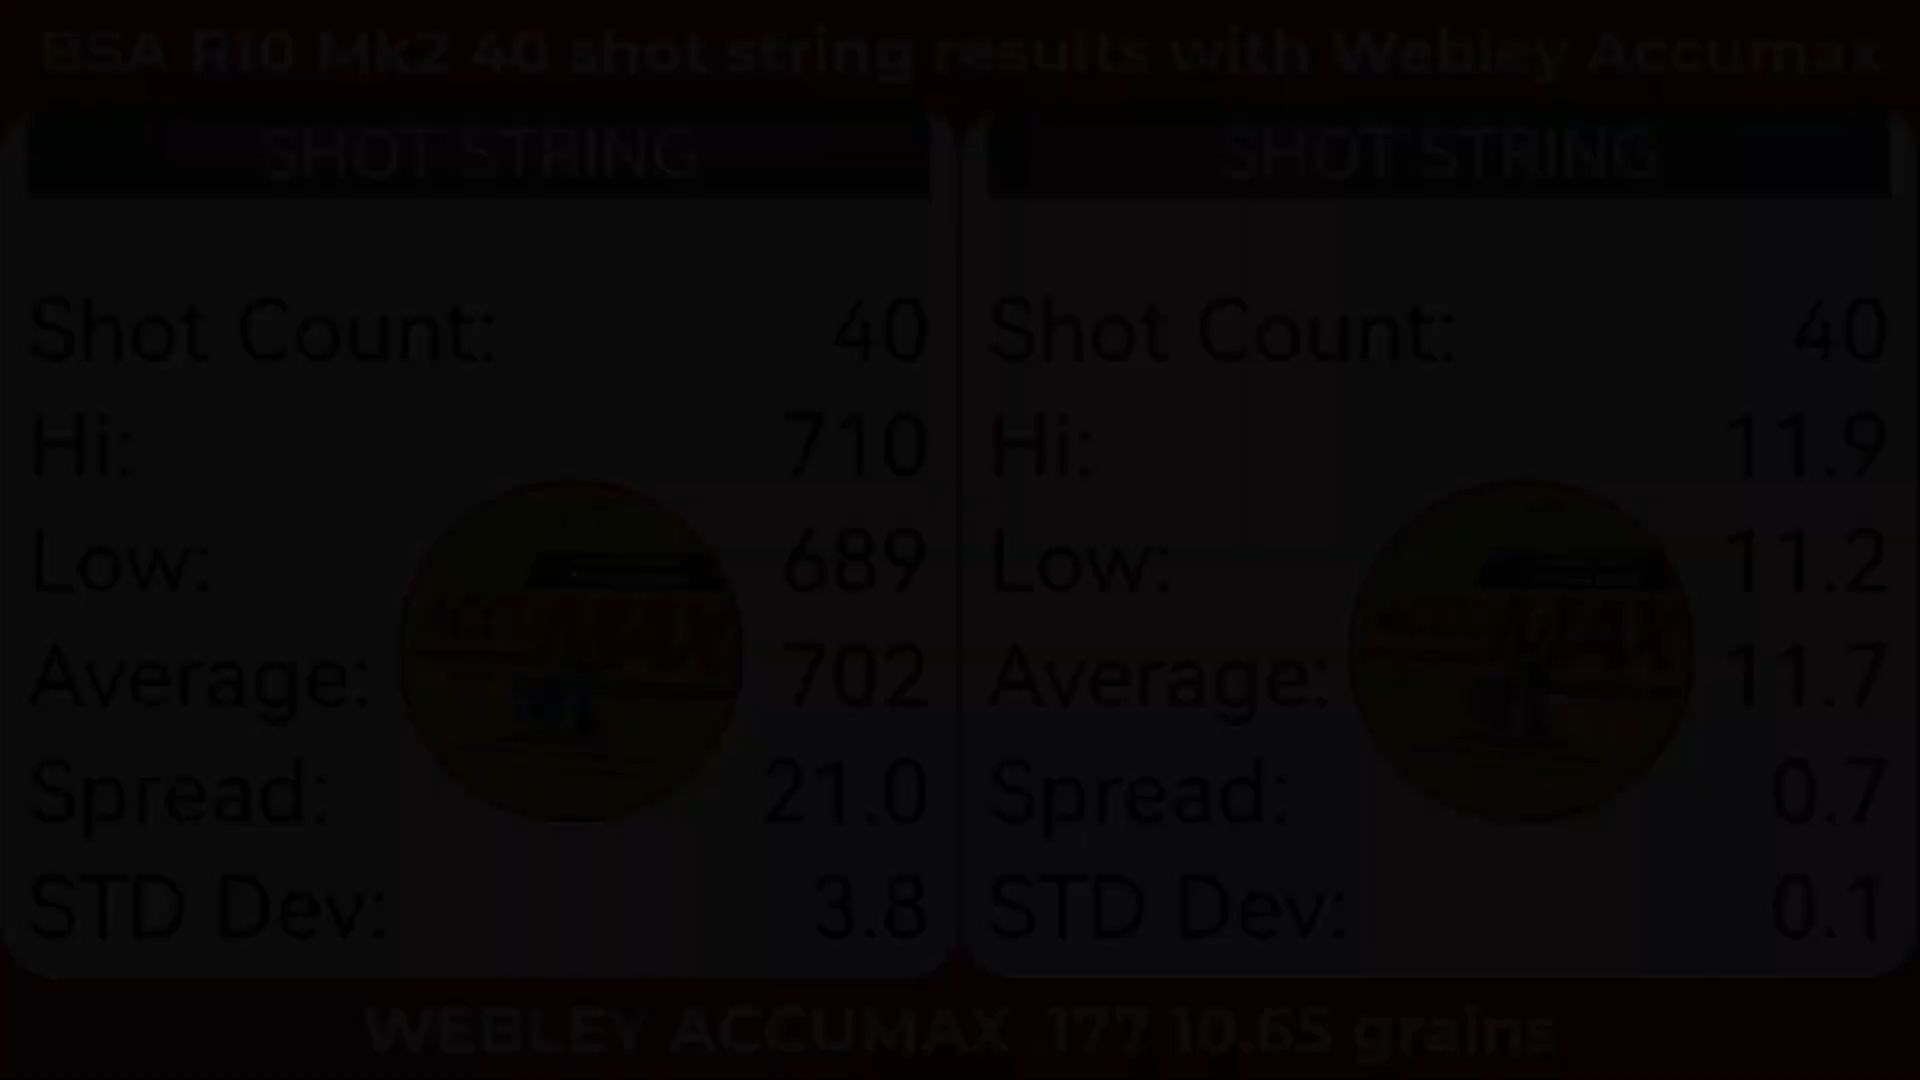 BSA R10 Mk2 40 shot string results with Webley Accumax
SHOT STRING
Shot Count: 40
Hi: 710
Low: 689
Average: 702
Spread: 21.0
STD Dev: 3.8
SHOT STRING
Shot Count: 40
Hi: 11.9
Low: 11.2
Average: 11.7
Spread: 0.7
STD Dev: 0.1
WEBLEY ACCUMAX .177 10.65 grains